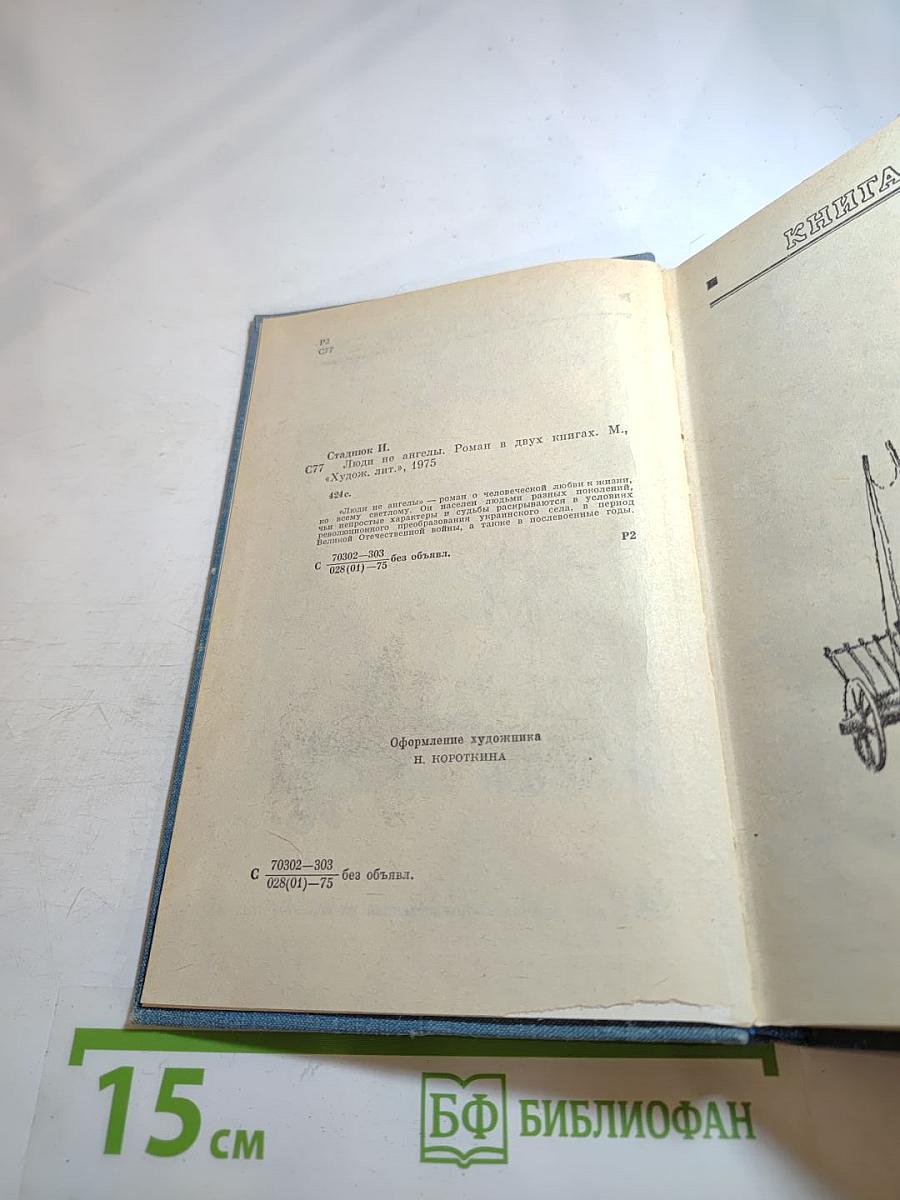 Р2
С77
Стаднюк И.
С77 Люди не ангелы. Роман в двух книгах. М.,
«Худож. лит.», 1975
424 с.
«Люди не ангелы» — роман о человеческой любви к жизни,
ко всему светлому. Он населен людьми разных поколений,
чьи непростые характеры и судьбы раскрываются в условиях
революционного преобразования украинского села, в период
Великой Отечественной войны, а также в послевоенные годы.
С 70302—303
028(01)—75 без объявл.
Р2
Оформление художника
Н. КОРОТКИНА
С 70302—303
028(01)—75 без объявл.
КНИГА
15 см
БФ БИБЛИОФАН